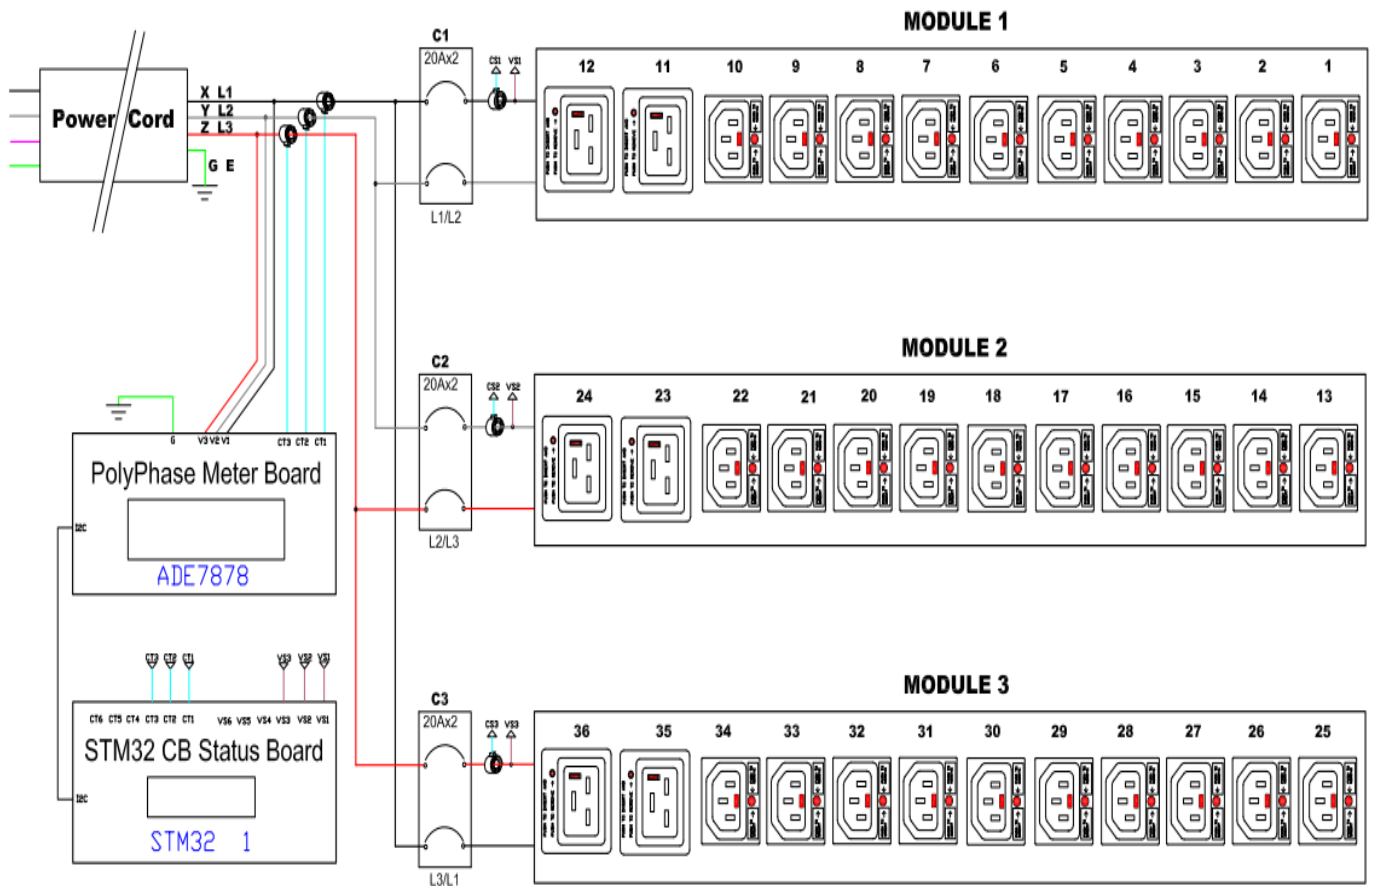 MODULE 1
C1
20Ax2
CS1 VS1
12 11 10 9 8 7 6 5 4 3 2 1
X L1
Y L2
Z L3
Power Cord
G E
L1/L2
MODULE 2
C2
20Ax2
CS2 VS2
24 23 22 21 20 19 18 17 16 15 14 13
L2/L3
G V3 V2 V1 CT3 CT2 CT1
PolyPhase Meter Board
I2C
ADE7878
MODULE 3
C3
20Ax2
CS3 VS3
36 35 34 33 32 31 30 29 28 27 26 25
L3/L1
CT3 CT2 CT1 VS3 VS2 VS1
CT6 CT5 CT4 CT3 CT2 CT1 VS6 VS5 VS4 VS3 VS2 VS1
STM32 CB Status Board
I2C
STM32 1